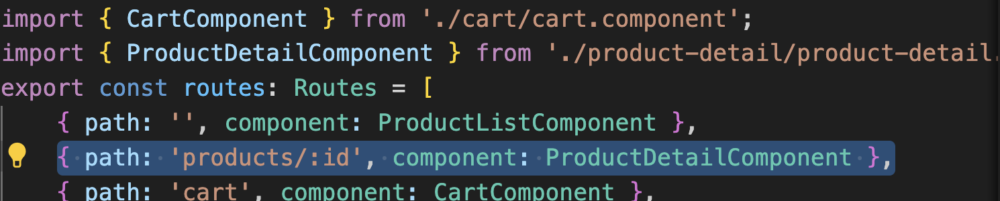 import { CartComponent } from './cart/cart.component';
import { ProductDetailComponent } from './product-detail/product-detail.
export const routes: Routes = [
{ path: '', component: ProductListComponent },
{ path: 'products/:id', component: ProductDetailComponent },
{ path: 'cart', component: CartComponent },